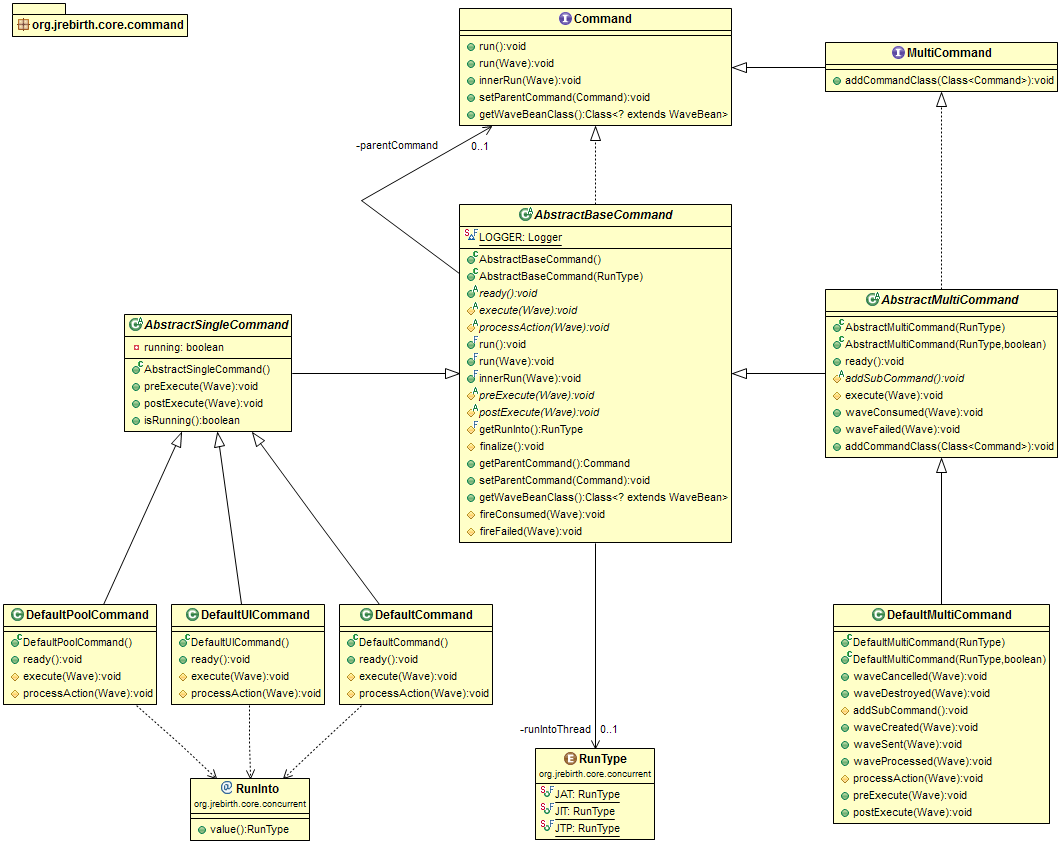 org.jrebirth.core.command
Command
run():void
run(Wave):void
innerRun(Wave):void
setParentCommand(Command):void
getWaveBeanClass():Class<? extends WaveBean>
MultiCommand
addCommandClass(Class<Command>):void
-parentCommand
0..1
AbstractBaseCommand
LOGGER: Logger
AbstractBaseCommand()
AbstractBaseCommand(RunType)
ready():void
execute(Wave):void
processAction(Wave):void
run():void
run(Wave):void
innerRun(Wave):void
preExecute(Wave):void
postExecute(Wave):void
getRunInto():RunType
finalize():void
getParentCommand():Command
setParentCommand(Command):void
getWaveBeanClass():Class<? extends WaveBean>
fireConsumed(Wave):void
fireFailed(Wave):void
AbstractSingleCommand
running: boolean
AbstractSingleCommand()
preExecute(Wave):void
postExecute(Wave):void
isRunning():boolean
AbstractMultiCommand
AbstractMultiCommand(RunType)
AbstractMultiCommand(RunType,boolean)
ready():void
addSubCommand():void
execute(Wave):void
waveConsumed(Wave):void
waveFailed(Wave):void
addCommandClass(Class<Command>):void
DefaultPoolCommand
DefaultPoolCommand()
ready():void
execute(Wave):void
processAction(Wave):void
DefaultUICommand
DefaultUICommand()
ready():void
execute(Wave):void
processAction(Wave):void
DefaultCommand
DefaultCommand()
ready():void
execute(Wave):void
processAction(Wave):void
DefaultMultiCommand
DefaultMultiCommand(RunType)
DefaultMultiCommand(RunType,boolean)
waveCancelled(Wave):void
waveDestroyed(Wave):void
addSubCommand():void
waveCreated(Wave):void
waveSent(Wave):void
waveProcessed(Wave):void
processAction(Wave):void
preExecute(Wave):void
postExecute(Wave):void
-runIntoThread
0..1
RunInto
org.jrebirth.core.concurrent
value():RunType
RunType
org.jrebirth.core.concurrent
JAT: RunType
JIT: RunType
JTP: RunType